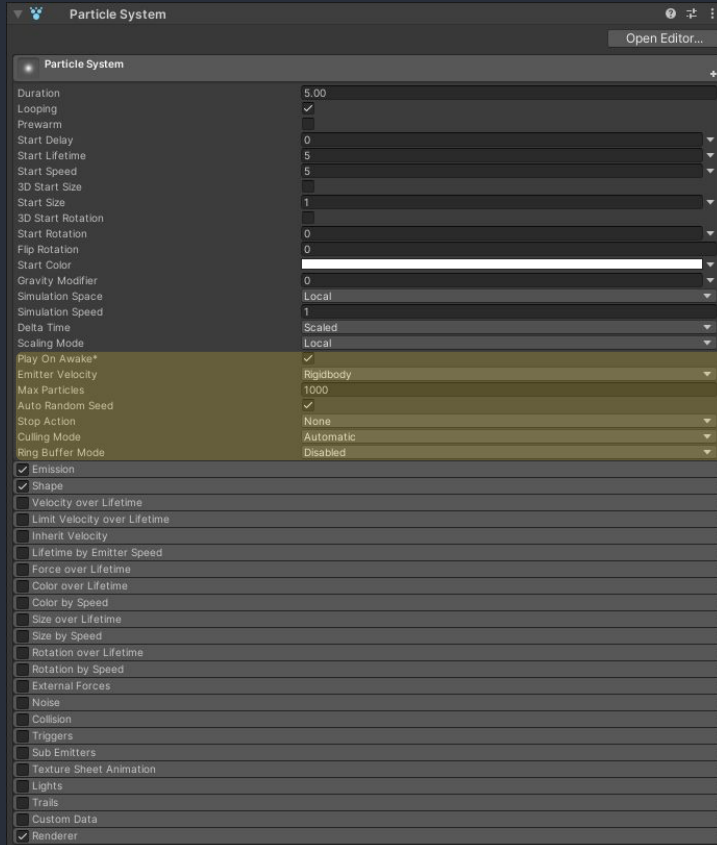 Particle System
Open Editor...
Particle System
Duration 5.00
Looping
Prewarm
Start Delay 0
Start Lifetime 5
Start Speed 5
3D Start Size
Start Size 1
3D Start Rotation
Start Rotation 0
Flip Rotation 0
Start Color
Gravity Modifier 0
Simulation Space Local
Simulation Speed 1
Delta Time Scaled
Scaling Mode Local
Play On Awake*
Emitter Velocity Rigidbody
Max Particles 1000
Auto Random Seed
Stop Action None
Culling Mode Automatic
Ring Buffer Mode Disabled
Emission
Shape
Velocity over Lifetime
Limit Velocity over Lifetime
Inherit Velocity
Lifetime by Emitter Speed
Force over Lifetime
Color over Lifetime
Color by Speed
Size over Lifetime
Size by Speed
Rotation over Lifetime
Rotation by Speed
External Forces
Noise
Collision
Triggers
Sub Emitters
Texture Sheet Animation
Lights
Trails
Custom Data
Renderer